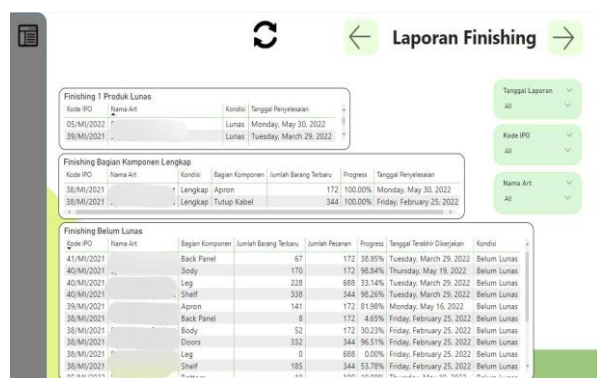 Laporan Finishing
Tanggal Laporan
All
Kode IPO
All
Nama Art
All
Finishing 1 Produk Lunas
Kode IPO Nama Art Kondisi Tanggal Penyelesaian
05/MI/2022 Lunas Monday, May 30, 2022
39/MI/2021 Lunas Tuesday, March 29, 2022
Finishing Bagian Komponen Lengkap
Kode IPO Nama Art Kondisi Bagian Komponen Jumlah Barang Terbaru Progress Tanggal Penyelesaian
38/MI/2021 Lengkap Apron 172 100.00% Monday, May 30, 2022
38/MI/2021 Lengkap Tutup Kabel 344 100.00% Friday, February 25, 2022
Finishing Belum Lunas
Kode IPO Nama Art Bagian Komponen Jumlah Barang Terbaru Jumlah Pesanan Progress Tanggal Terakhir Dikerjakan Kondisi
41/MI/2021 Back Panel 67 172 38.95% Tuesday, March 29, 2022 Belum Lunas
40/MI/2021 Body 170 172 98.84% Thursday, May 19, 2022 Belum Lunas
40/MI/2021 Leg 228 688 33.14% Tuesday, March 29, 2022 Belum Lunas
40/MI/2021 Shelf 338 344 98.26% Tuesday, March 29, 2022 Belum Lunas
39/MI/2021 Apron 141 172 81.98% Monday, May 16, 2022 Belum Lunas
38/MI/2021 Back Panel 8 172 4.65% Friday, February 25, 2022 Belum Lunas
38/MI/2021 Body 52 172 30.23% Friday, February 25, 2022 Belum Lunas
38/MI/2021 Doors 332 344 96.51% Friday, February 25, 2022 Belum Lunas
38/MI/2021 Leg 0 688 0.00% Friday, February 25, 2022 Belum Lunas
38/MI/2021 Shelf 185 344 53.78% Friday, February 25, 2022 Belum Lunas